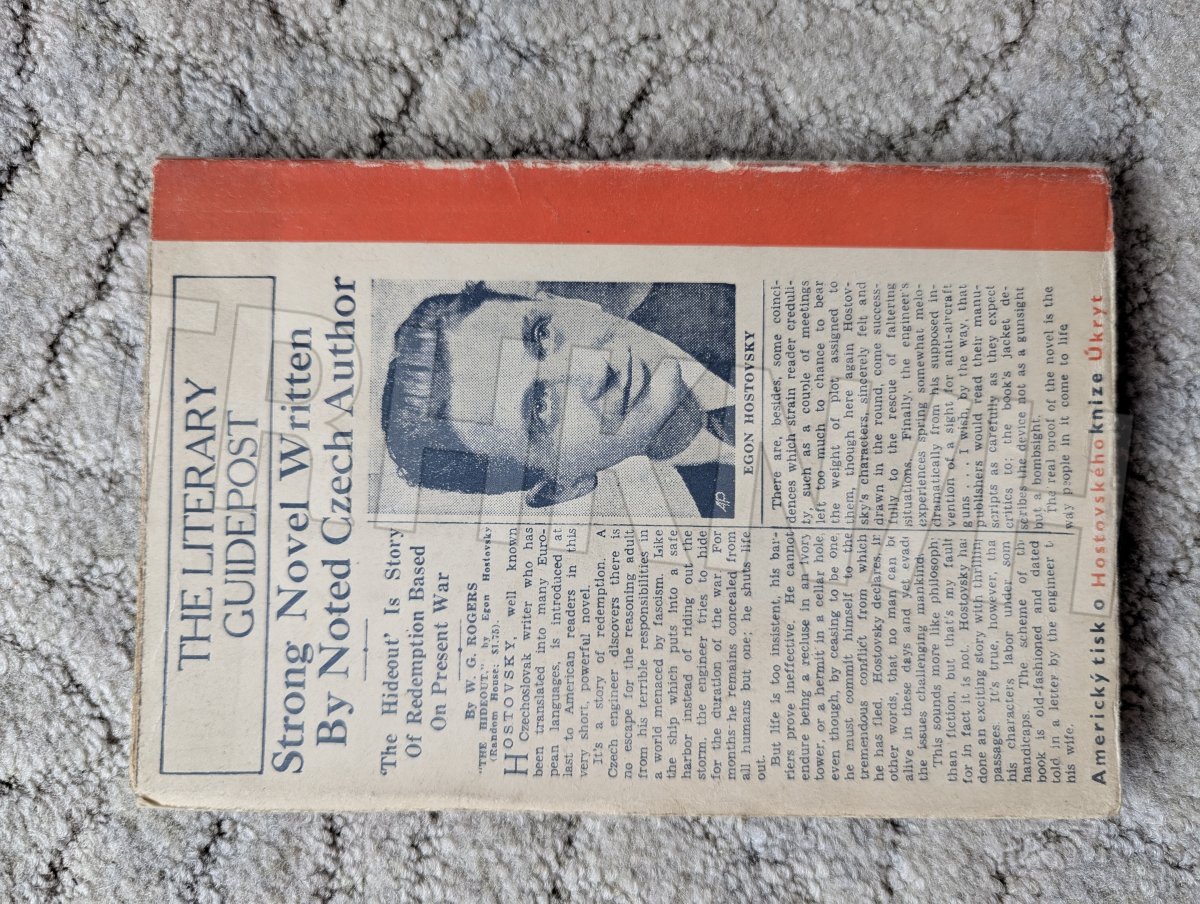 THE LITERARY
GUIDEPOST
Strong Novel Written
By Noted Czech Author
'The Hideout' Is Story
Of Redemption Based
On Present War
By W. G. ROGERS
"THE HIDEOUT," by Egon Hostovsky
(Random House; $1.75).
HOSTOVSKY, well known
Czechoslovak writer who has
been translated into many Euro-
pean languages, is introduced at
last to American readers in this
very short, powerful novel.
It's a story of redemption. A
Czech engineer discovers there is
no escape for the reasoning adult
from his terrible responsibilities in
a world menaced by fascism. Like
the ship which puts into a safe
harbor instead of riding out the
storm, the engineer tries to hide
for the duration of the war. For
months he remains concealed from
all humans but one; he shuts life
out.
But life is too insistent, his bar-
riers prove ineffective. He cannot
endure being a recluse in an ivory
tower, or a hermit in a cellar hole,
even though, by ceasing to be one,
he must commit himself to the
tremendous conflict from which
he has fled. Hostovsky declares, in
other words, that no man can be
alive in these days and yet evade
the issues challenging mankind.
This sounds more like philosophy
than fiction, but that's my fault
for in fact it is not. Hostovsky has
done an exciting story with thrillin
passages. It's true, however, tha
his characters labor under som
handicaps. The scheme of th
book is old-fashioned and dated
told in a letter by the engineer t
his wife.
AP
EGON HOSTOVSKY
There are, besides, some coinci-
dences which strain reader creduli-
ty, such as a couple of meetings
left too much to chance to bear
the weight of plot assigned to
them, though here again Hostov-
sky's characters, sincerely felt and
drawn in the round, come success-
fully to the rescue of faltering
situations. Finally, the engineer's
experiences spring somewhat melo-
dramatically from his supposed in-
vention of a sight for anti-aircraft
guns . . . . I wish, by the way, that
publishers would read their manu-
scripts as carefully as they expect
critics to: the book's jacket de-
scribes the device not as a gunsight
but a bombsight.
The real proof of the novel is the
way people in it come to life
Americký tisk o Hostovského knize Úkryt